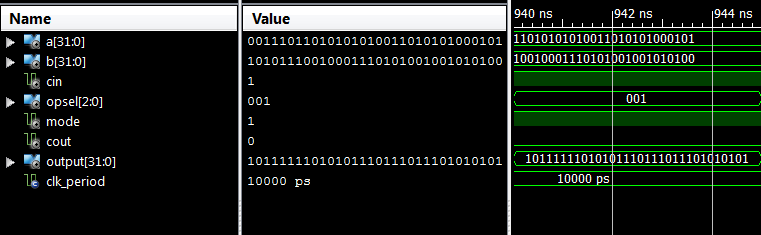 Name Value 940 ns 942 ns 944 ns
a[31:0] 00111011010101010011010101000101 11010101010011010101000101
b[31:0] 10101110010001110101001001010100 10010001110101001001010100
cin 1
opsel[2:0] 001 001
mode 1
cout 0
output[31:0] 10111111010101110111011101010101 10111111010101110111011101010101
clk_period 10000 ps 10000 ps